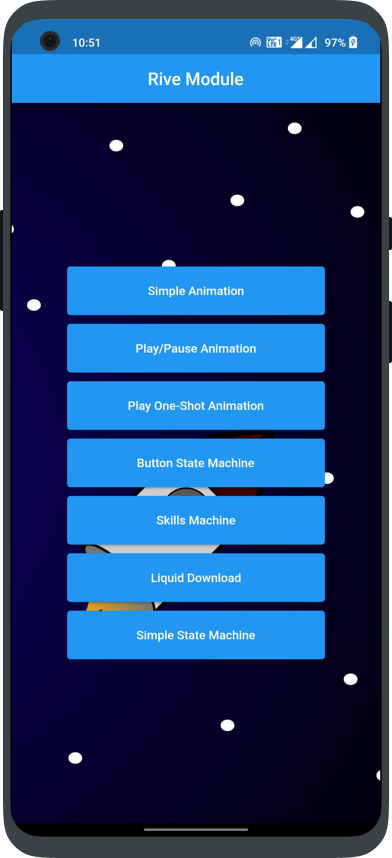 10:51
97%
Rive Module
Simple Animation
Play/Pause Animation
Play One-Shot Animation
Button State Machine
Skills Machine
Liquid Download
Simple State Machine